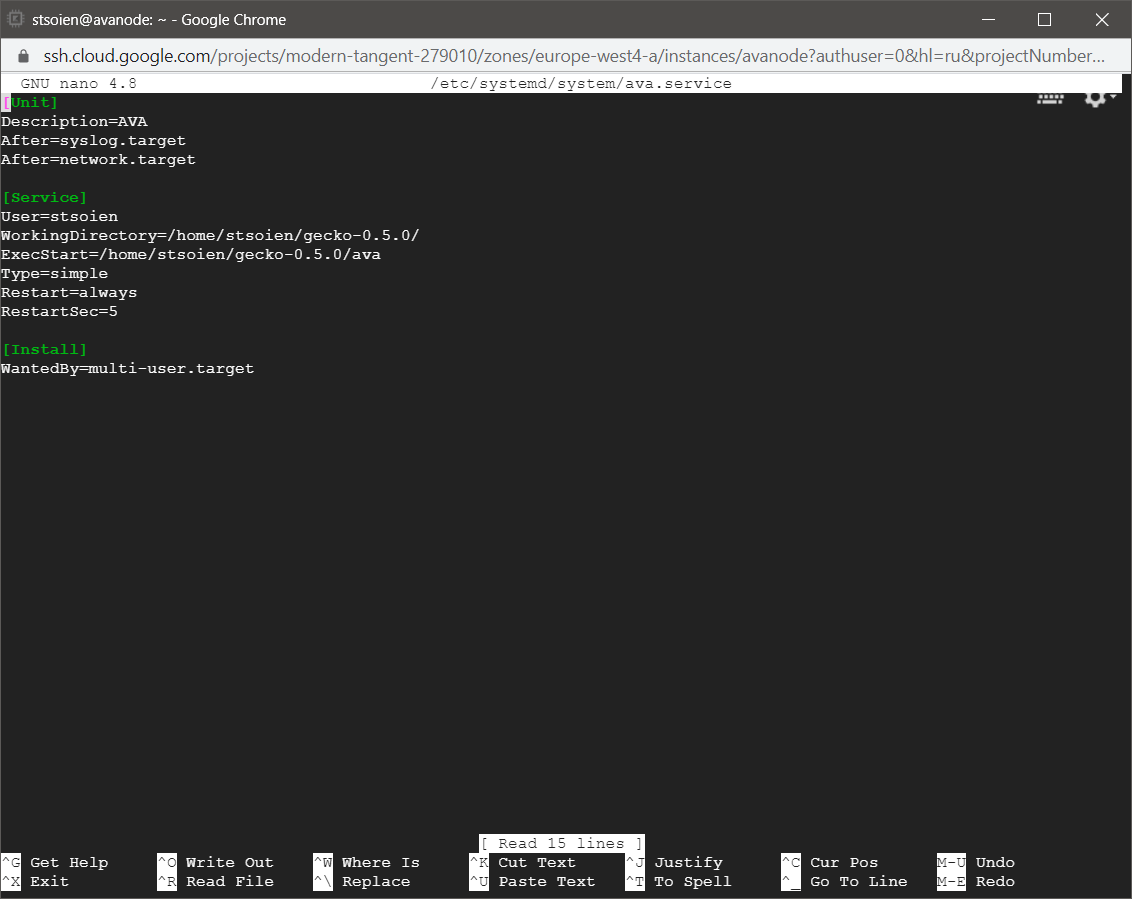 stsoien@avanode: ~ - Google Chrome
ssh.cloud.google.com/projects/modern-tangent-279010/zones/europe-west4-a/instances/avanode?authuser=0&hl=ru&projectNumber...
GNU nano 4.8 /etc/systemd/system/ava.service
[Unit]
Description=AVA
After=syslog.target
After=network.target
[Service]
User=stsoien
WorkingDirectory=/home/stsoien/gecko-0.5.0/
ExecStart=/home/stsoien/gecko-0.5.0/ava
Type=simple
Restart=always
RestartSec=5
[Install]
WantedBy=multi-user.target
[ Read 15 lines ]
^G Get Help ^O Write Out ^W Where Is ^K Cut Text ^J Justify ^C Cur Pos M-U Undo
^X Exit ^R Read File ^\ Replace ^U Paste Text ^T To Spell ^_ Go To Line M-E Redo